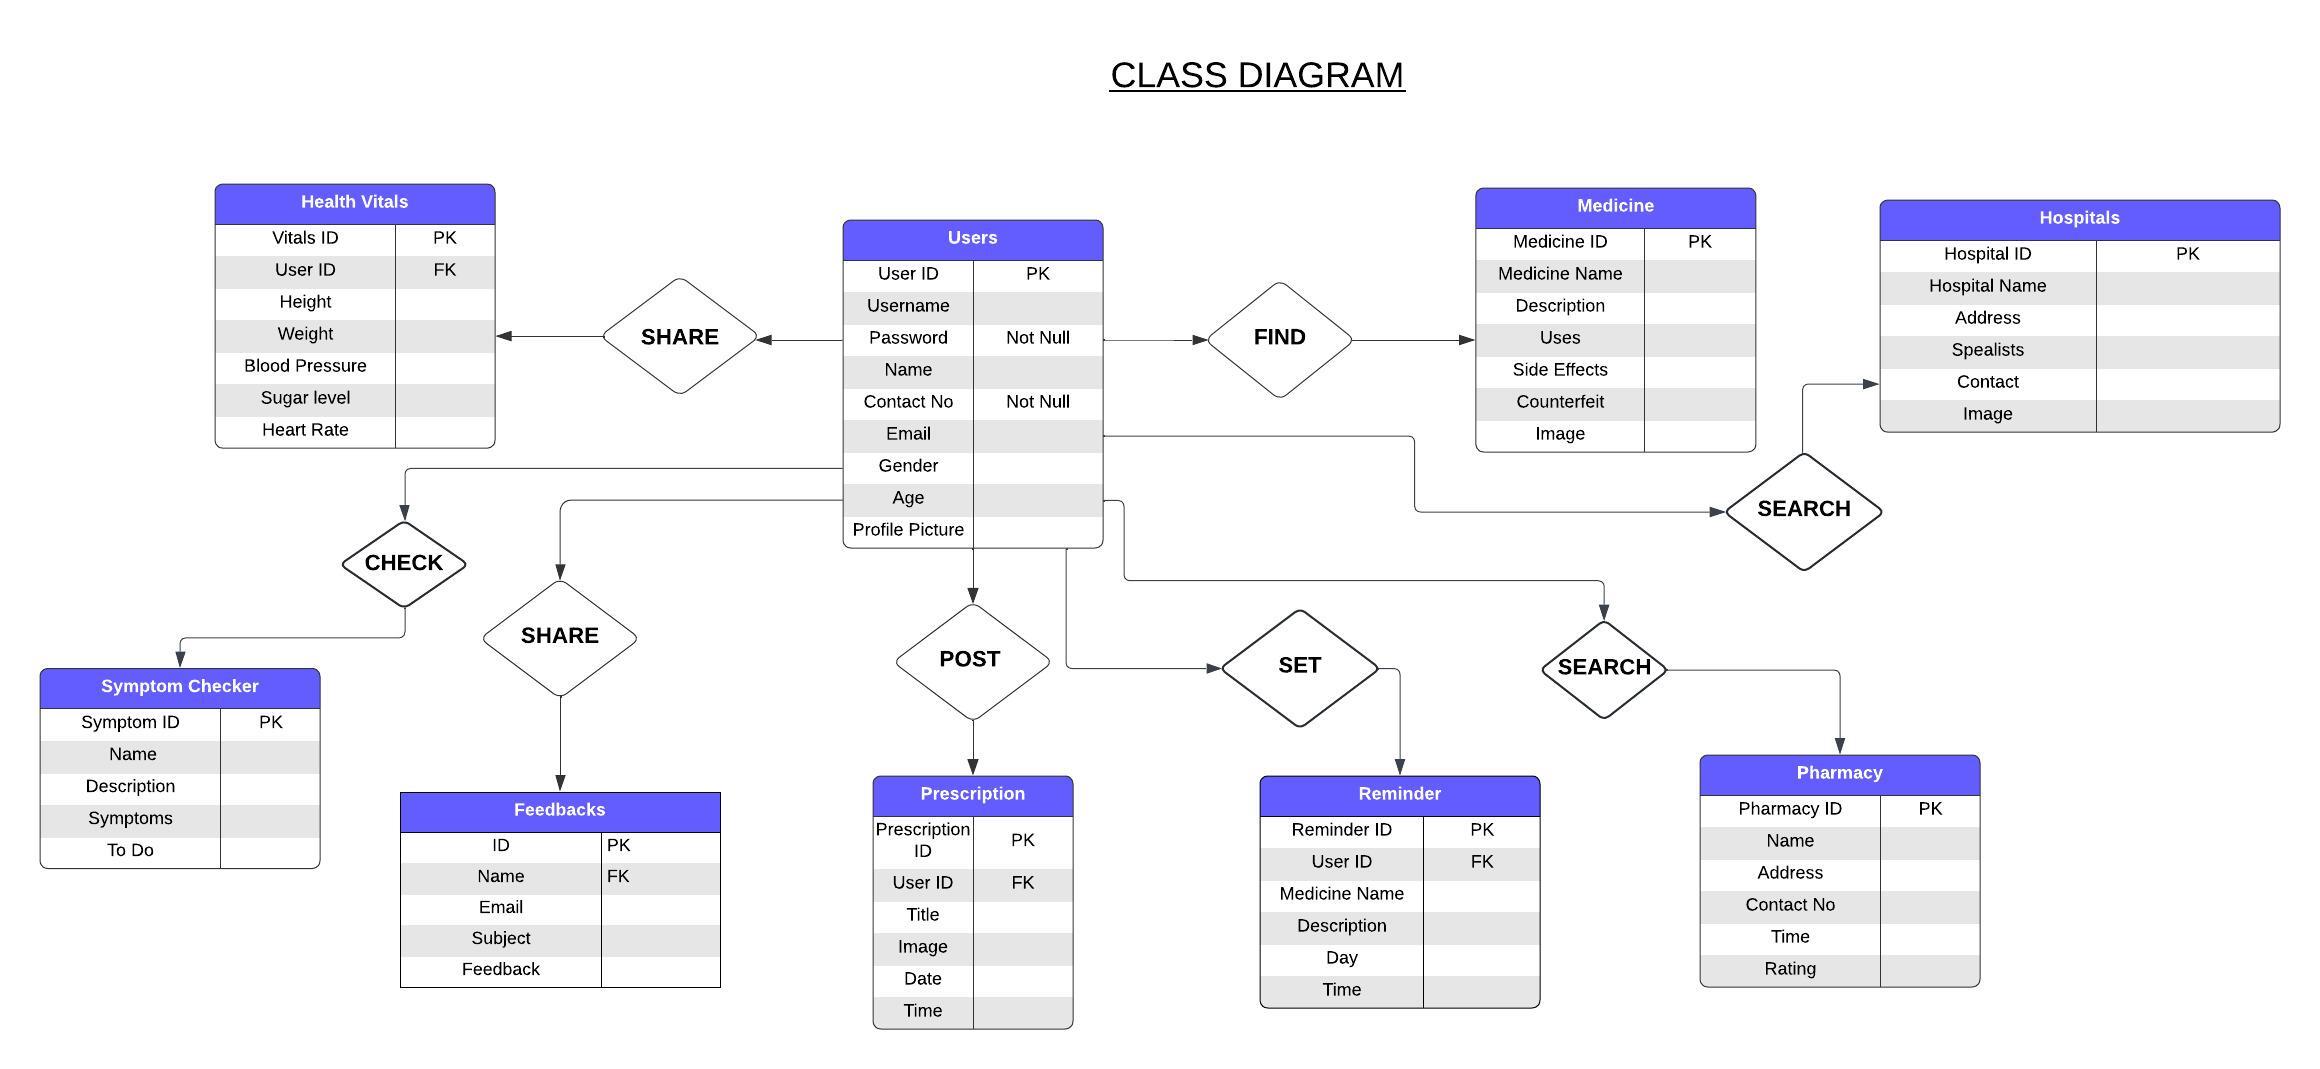 CLASS DIAGRAM
Health Vitals
Vitals ID PK
User ID FK
Height
Weight
Blood Pressure
Sugar level
Heart Rate
SHARE
Users
User ID PK
Username
Password Not Null
Name
Contact No Not Null
Email
Gender
Age
Profile Picture
FIND
Medicine
Medicine ID PK
Medicine Name
Description
Uses
Side Effects
Counterfeit
Image
Hospitals
Hospital ID PK
Hospital Name
Address
Spealists
Contact
Image
SEARCH
CHECK
SHARE
POST
SET
SEARCH
Symptom Checker
Symptom ID PK
Name
Description
Symptoms
To Do
Feedbacks
ID PK
Name FK
Email
Subject
Feedback
Prescription
Prescription
ID PK
User ID FK
Title
Image
Date
Time
Reminder
Reminder ID PK
User ID FK
Medicine Name
Description
Day
Time
Pharmacy
Pharmacy ID PK
Name
Address
Contact No
Time
Rating